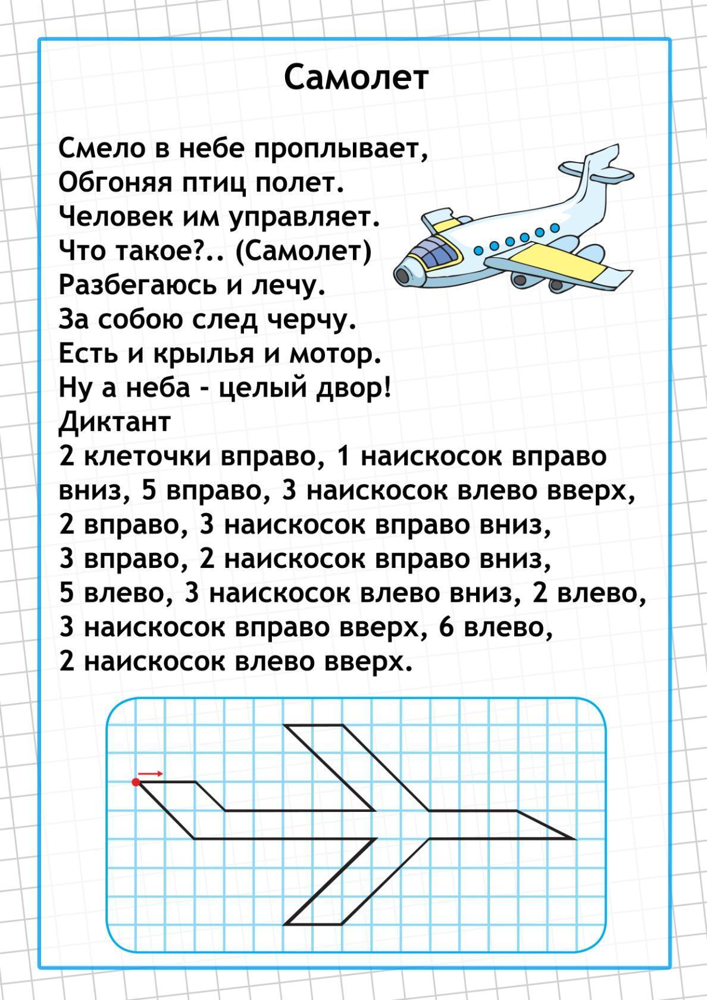 Самолет
Смело в небе проплывает,
Обгоняя птиц полет.
Человек им управляет.
Что такое?.. (Самолет)
Разбегаюсь и лечу.
За собою след черчу.
Есть и крылья и мотор.
Ну а неба - целый двор!
Диктант
2 клеточки вправо, 1 наискосок вправо
вниз, 5 вправо, 3 наискосок влево вверх,
2 вправо, 3 наискосок вправо вниз,
3 вправо, 2 наискосок вправо вниз,
5 влево, 3 наискосок влево вниз, 2 влево,
3 наискосок вправо вверх, 6 влево,
2 наискосок влево вверх.